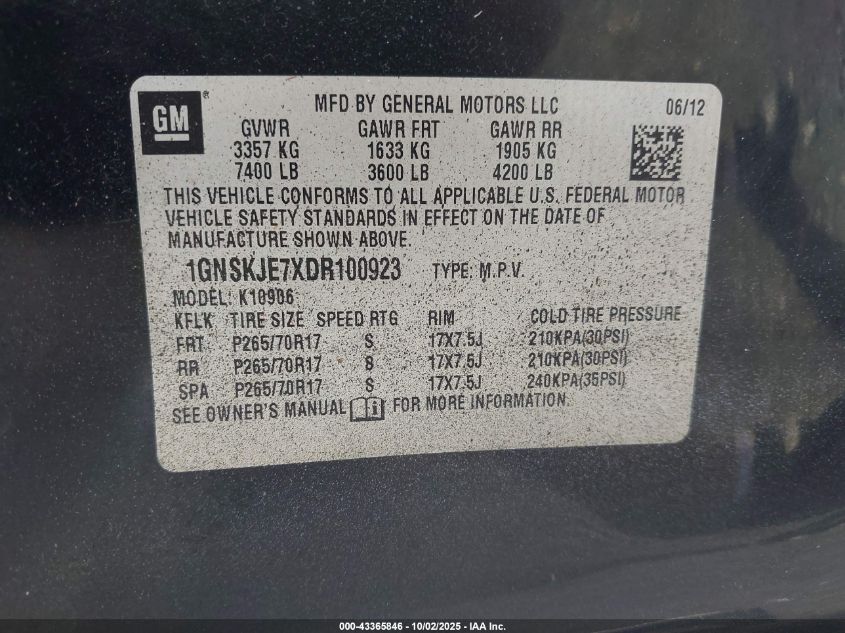 GM®
MFD BY GENERAL MOTORS LLC 06/12
GVWR GAWR FRT GAWR RR
3357 KG 1633 KG 1905 KG
7400 LB 3600 LB 4200 LB
THIS VEHICLE CONFORMS TO ALL APPLICABLE U.S. FEDERAL MOTOR
VEHICLE SAFETY STANDARDS IN EFFECT ON THE DATE OF
MANUFACTURE SHOWN ABOVE.
1GNSKJE7XDR100923 TYPE: M.P.V.
MODEL: K10906
KFLK TIRE SIZE SPEED RTG RIM COLD TIRE PRESSURE
FRT P265/70R17 S 17X7.5J 210KPA(30PSI)
RR P265/70R17 S 17X7.5J 210KPA(30PSI)
SPA P265/70R17 S 17X7.5J 240KPA(35PSI)
SEE OWNER'S MANUAL FOR MORE INFORMATION.
000-43365846 - 10/02/2025 - IAA Inc.